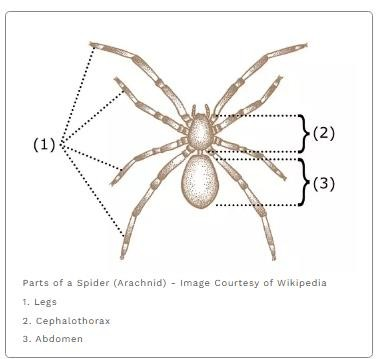 (1)
(2)
(3)
Parts of a Spider (Arachnid) - Image Courtesy of Wikipedia
1. Legs
2. Cephalothorax
3. Abdomen